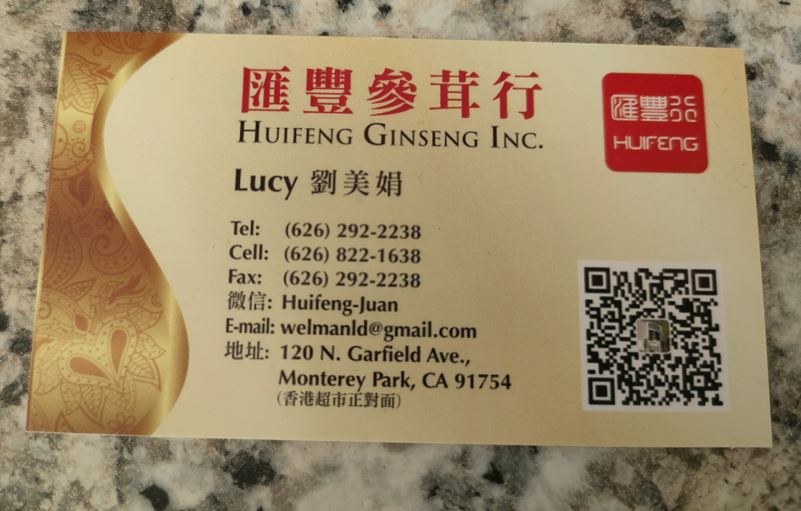 匯豐參茸行
HUIFENG GINSENG INC.
匯豐行
HUIFENG
Lucy 劉美娟
Tel: (626) 292-2238
Cell: (626) 822-1638
Fax: (626) 292-2238
微信: Huifeng-Juan
E-mail: welmanld@gmail.com
地址: 120 N. Garfield Ave.,
Monterey Park, CA 91754
(香港超市正對面)